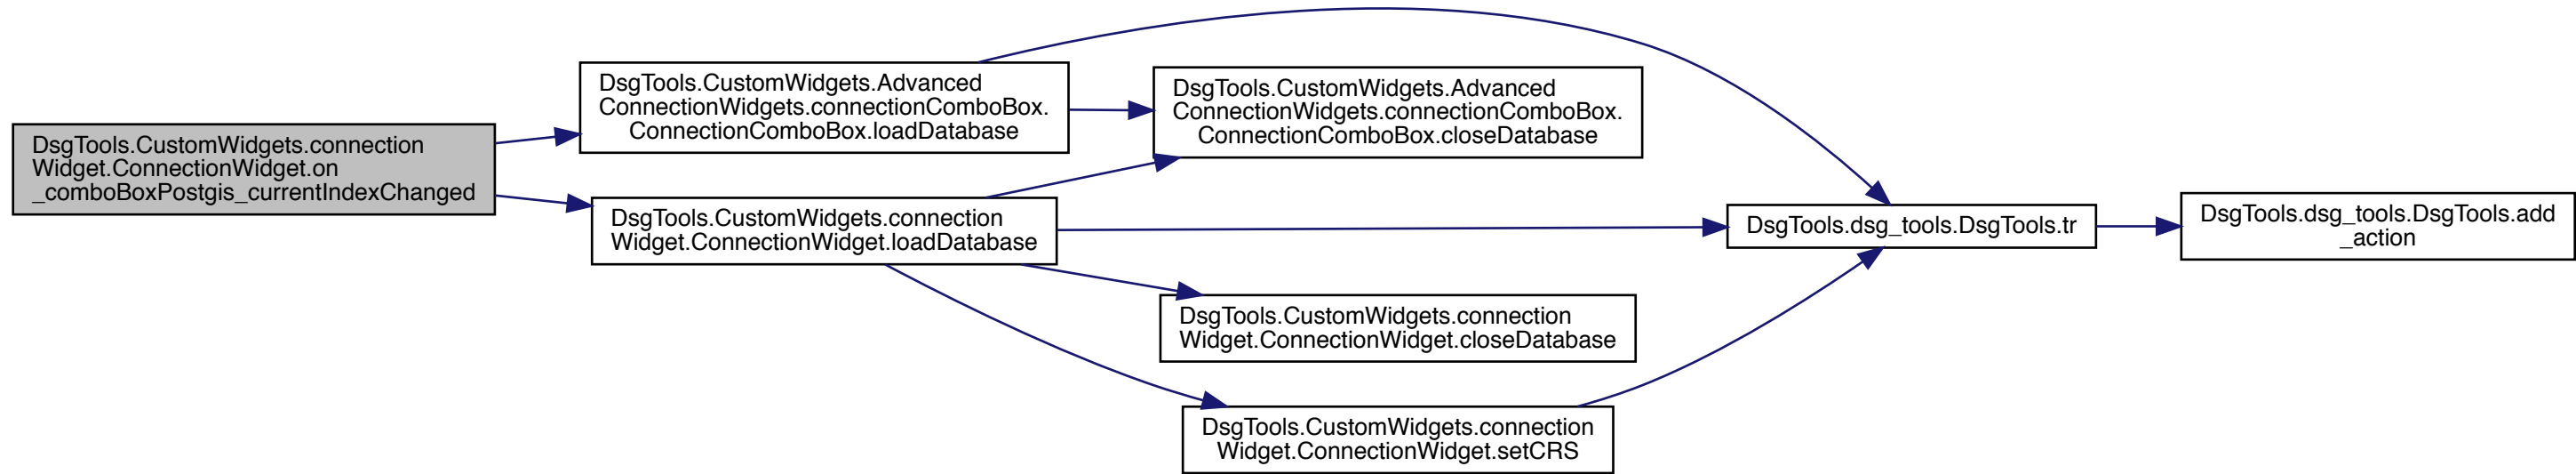 DsgTools.CustomWidgets.connection
Widget.ConnectionWidget.on
_comboBoxPostgis_currentIndexChanged
DsgTools.CustomWidgets.Advanced
ConnectionWidgets.connectionComboBox.
ConnectionComboBox.loadDatabase
DsgTools.CustomWidgets.connection
Widget.ConnectionWidget.loadDatabase
DsgTools.CustomWidgets.Advanced
ConnectionWidgets.connectionComboBox.
ConnectionComboBox.closeDatabase
DsgTools.CustomWidgets.connection
Widget.ConnectionWidget.closeDatabase
DsgTools.CustomWidgets.connection
Widget.ConnectionWidget.setCRS
DsgTools.dsg_tools.DsgTools.tr
DsgTools.dsg_tools.DsgTools.add
_action